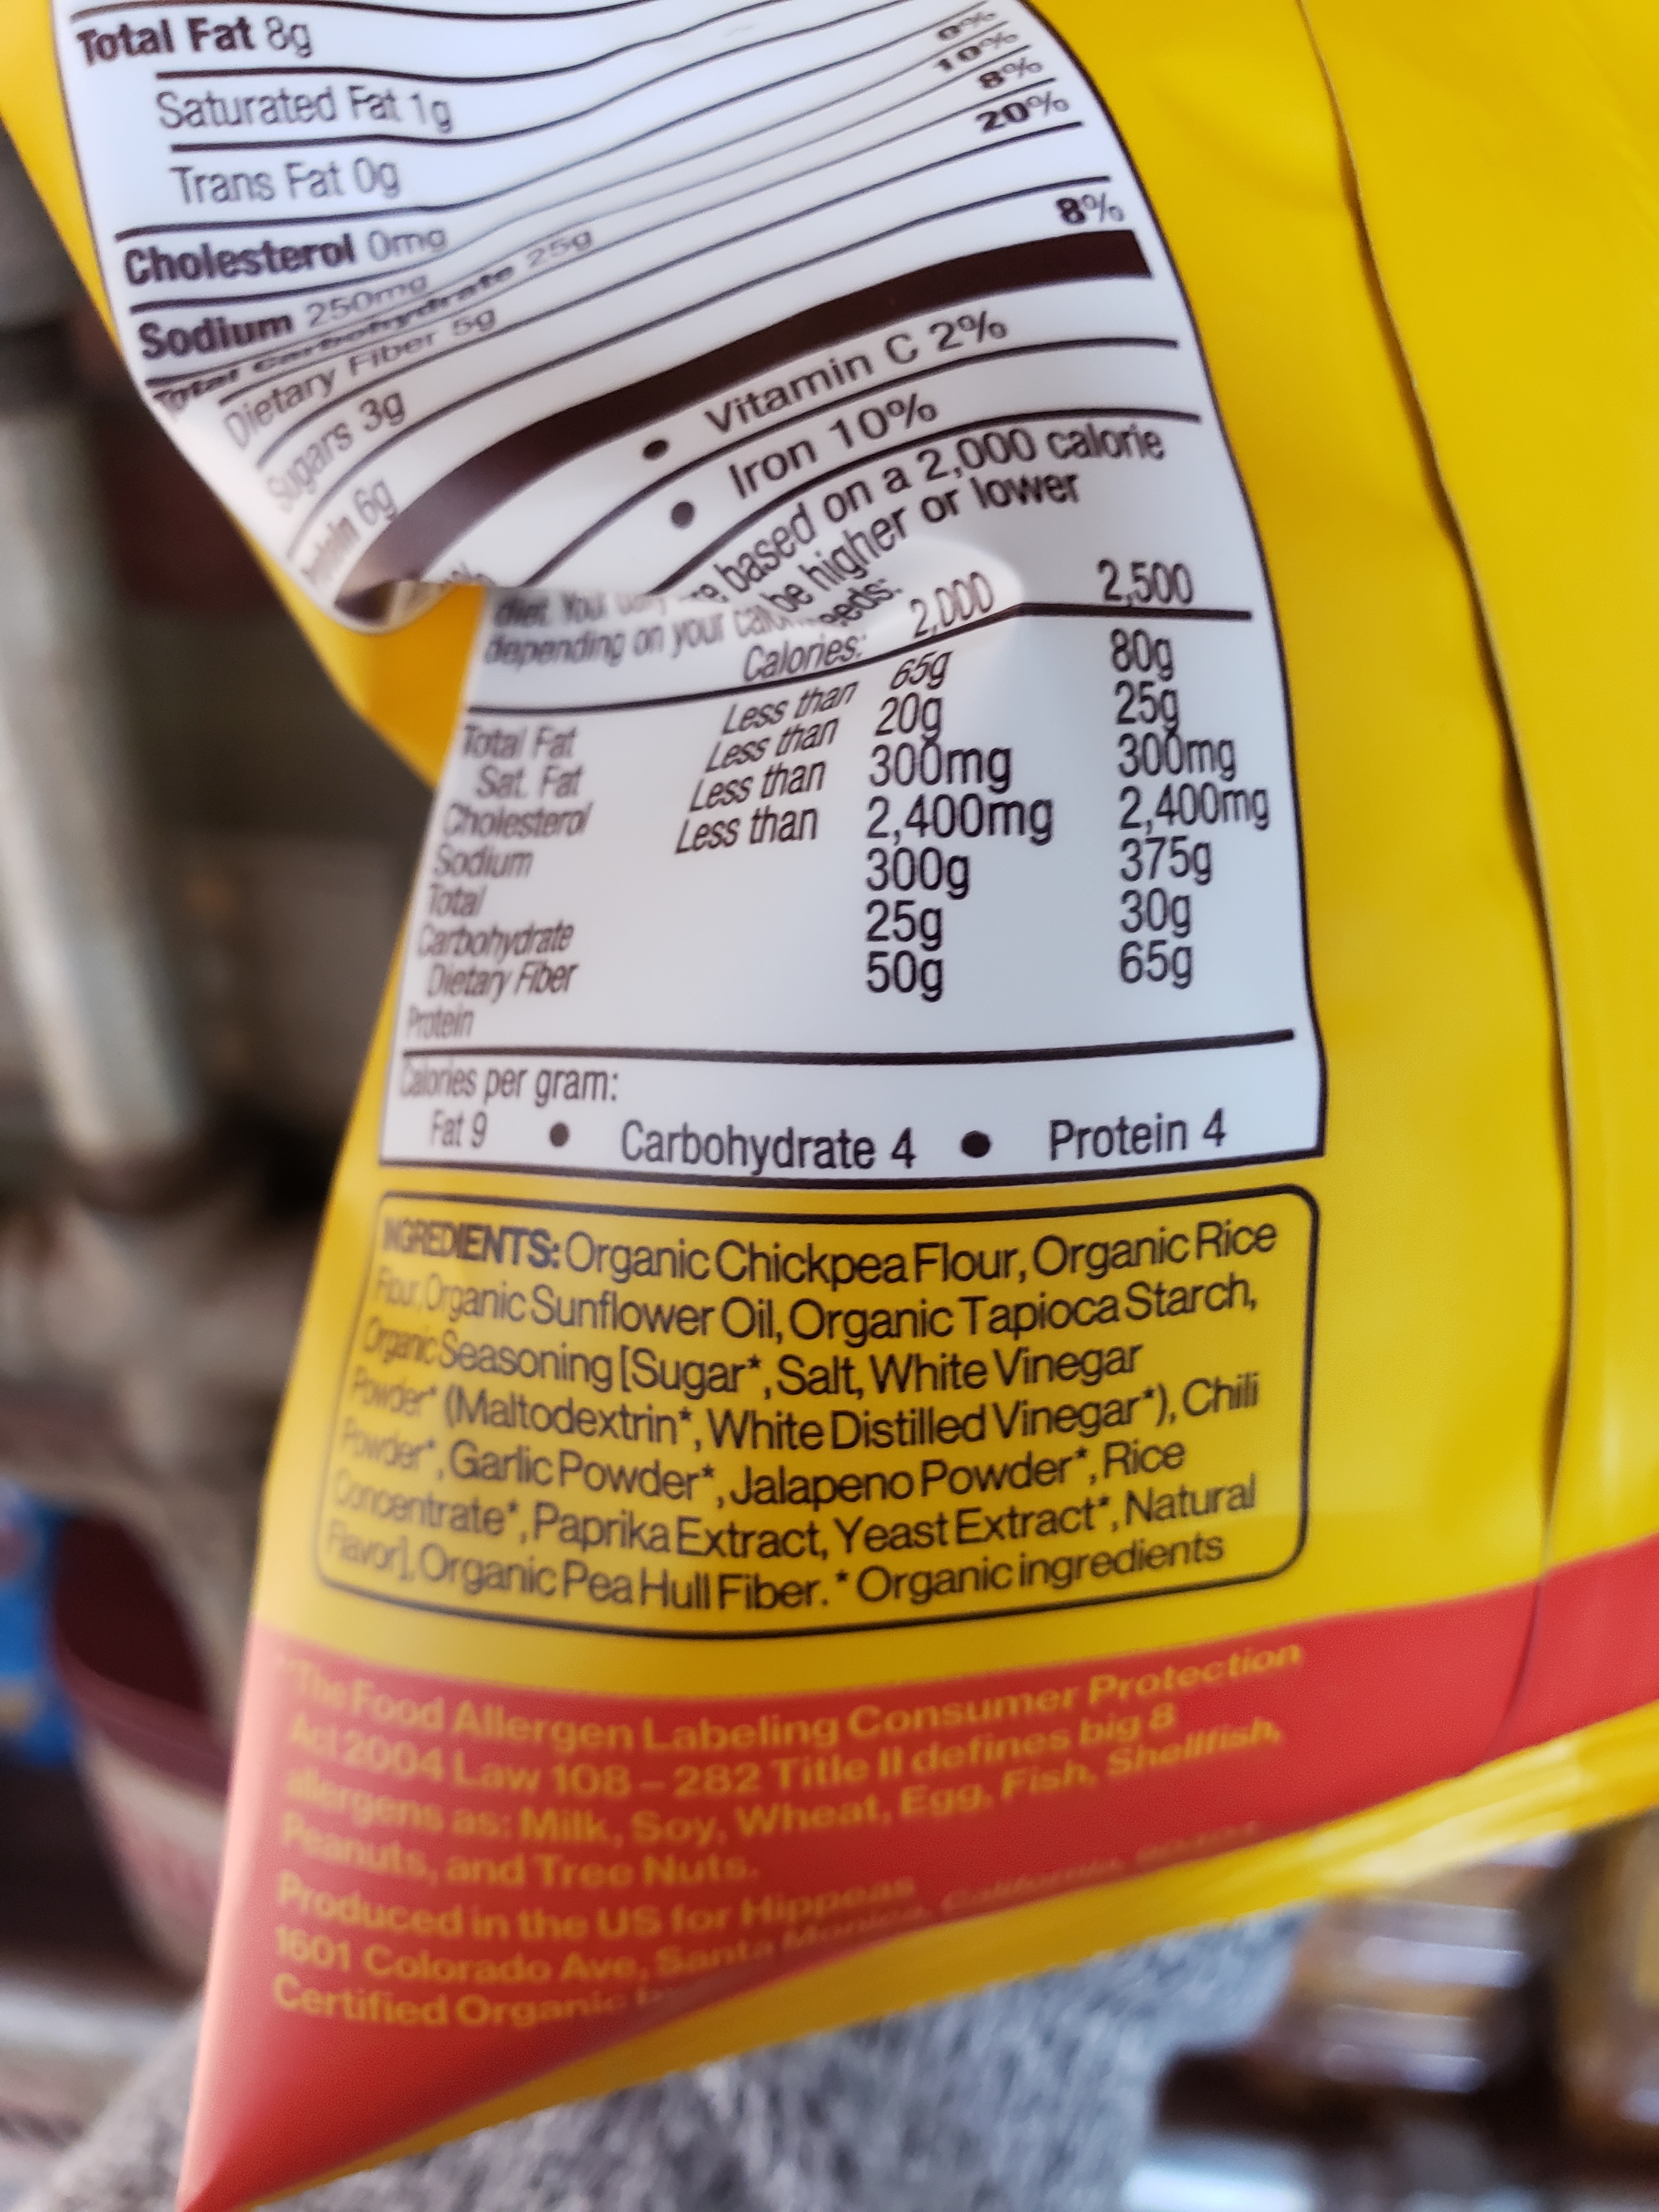 Total Fat 8g
Saturated Fat 1g
Trans Fat 0g
Cholesterol 0mg 0%
Sodium 250mg 10%
Total Carbohydrate 25g 8%
Dietary Fiber 5g 20%
Sugars 3g
Protein 6g 8%
• Vitamin C 2%
• Iron 10%
based on a 2,000 calorie
diet. Your be higher or lower
depending on your
Calories: 2,000 2,500
Total Fat Less than 65g 80g
Sat. Fat Less than 20g 25g
Cholesterol Less than 300mg 300mg
Sodium Less than 2,400mg 2,400mg
Total
Carbohydrate 300g 375g
Dietary Fiber 25g 30g
Protein 50g 65g
Calories per gram:
Fat 9 • Carbohydrate 4 • Protein 4
INGREDIENTS: Organic Chickpea Flour, Organic Rice
Flour, Organic Sunflower Oil, Organic Tapioca Starch,
Organic Seasoning [Sugar*, Salt, White Vinegar
Powder* (Maltodextrin*, White Distilled Vinegar*), Chili
Powder*, Garlic Powder*, Jalapeno Powder*, Rice
Concentrate*, Paprika Extract, Yeast Extract*, Natural
Flavor], Organic Pea Hull Fiber. *Organic ingredients
*The Food Allergen Labeling Consumer Protection
Act 2004 Law 108 – 282 Title II defines big 8
allergens as: Milk, Soy, Wheat, Egg, Fish, Shellfish,
Peanuts, and Tree Nuts.
Produced in the US for Hippeas
1601 Colorado Ave, Santa Monica, California,
Certified Organic